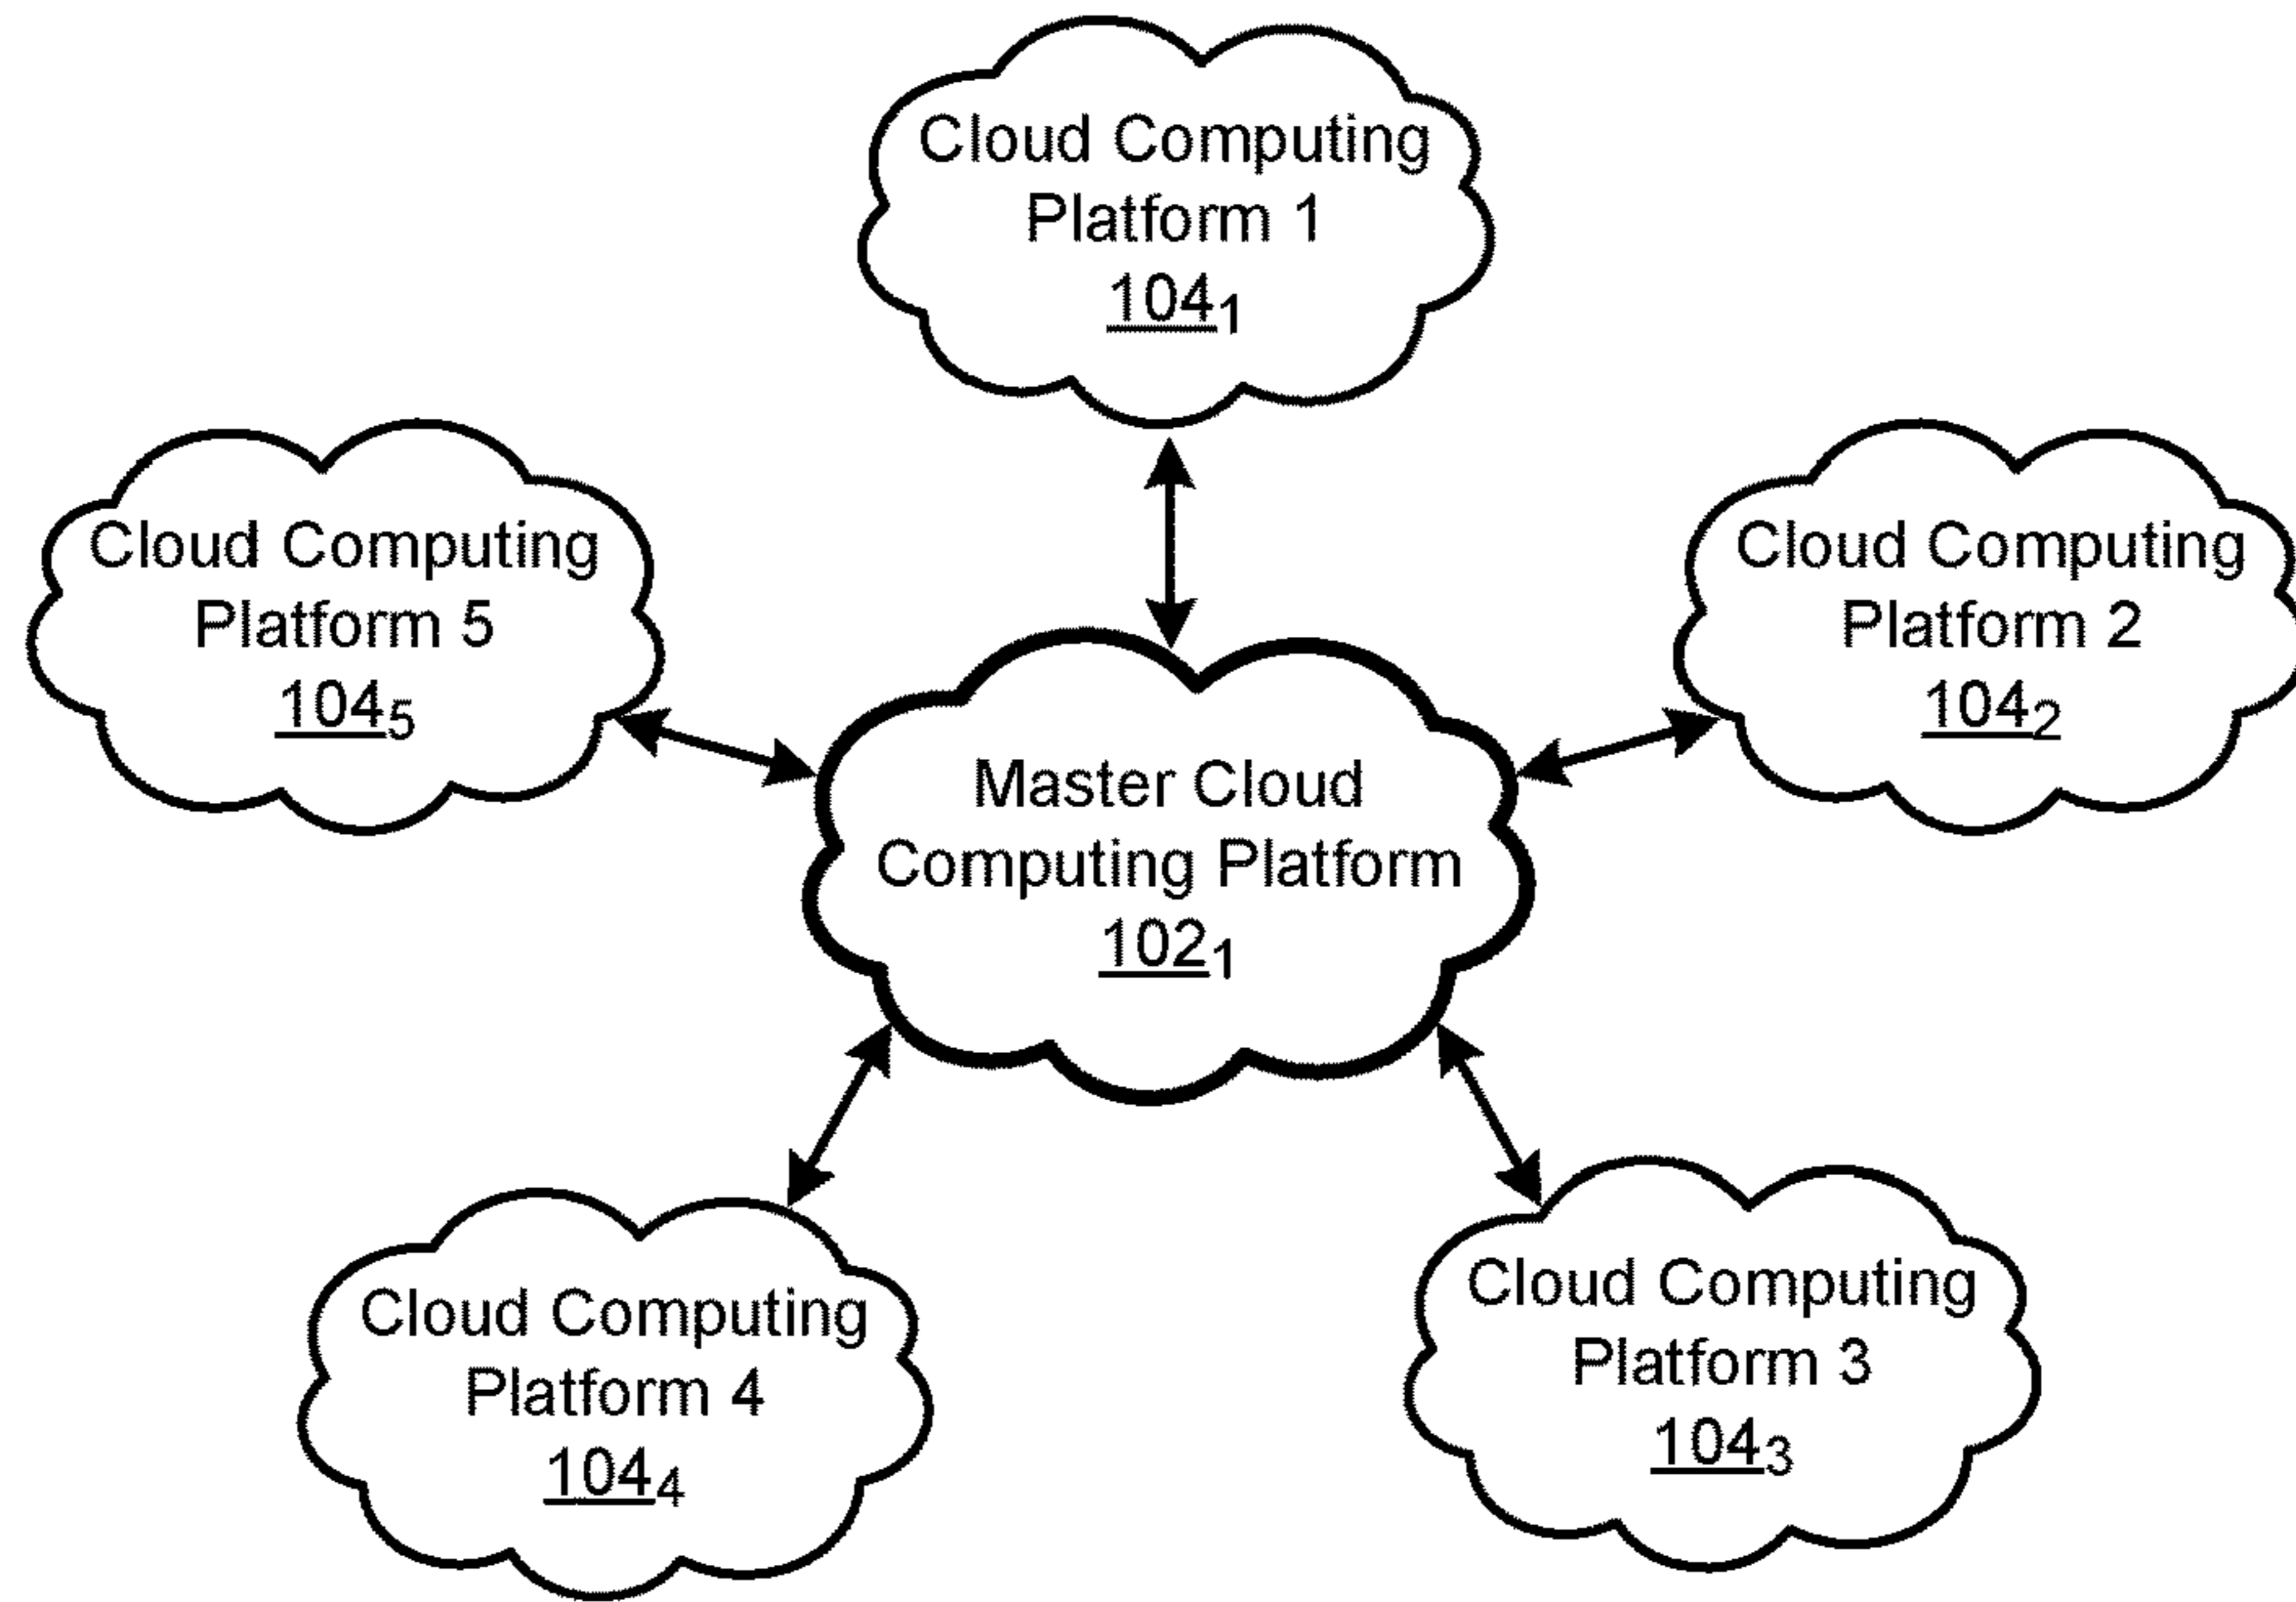 Cloud Computing
Platform 1
104₁
Cloud Computing
Platform 5
104₅
Cloud Computing
Platform 2
104₂
Master Cloud
Computing Platform
102₁
Cloud Computing
Platform 4
104₄
Cloud Computing
Platform 3
104₃